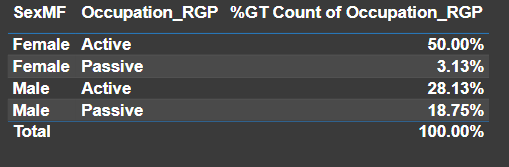 SexMF Occupation_RGP %GT Count of Occupation_RGP
Female Active 50.00%
Female Passive 3.13%
Male Active 28.13%
Male Passive 18.75%
Total 100.00%